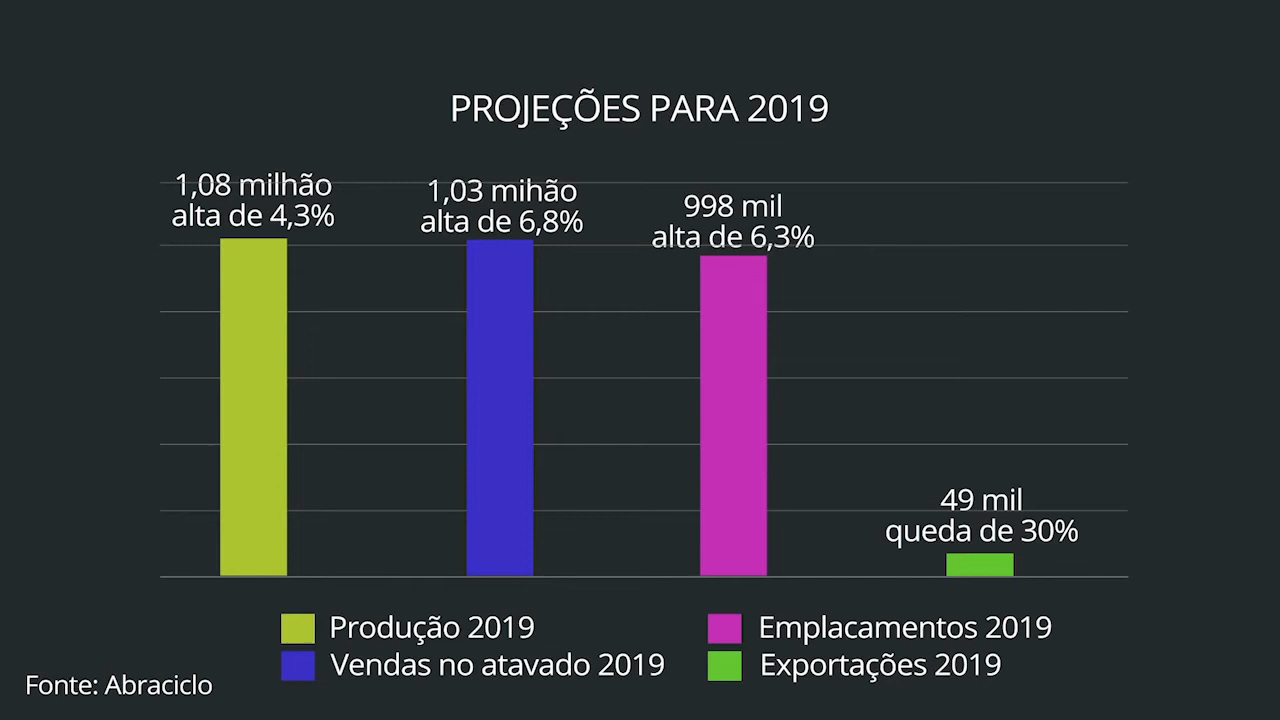 PROJEÇÕES PARA 2019
1,08 milhão
alta de 4,3%
1,03 mihão
alta de 6,8%
998 mil
alta de 6,3%
49 mil
queda de 30%
Produção 2019
Vendas no atavado 2019
Emplacamentos 2019
Exportações 2019
Fonte: Abraciclo